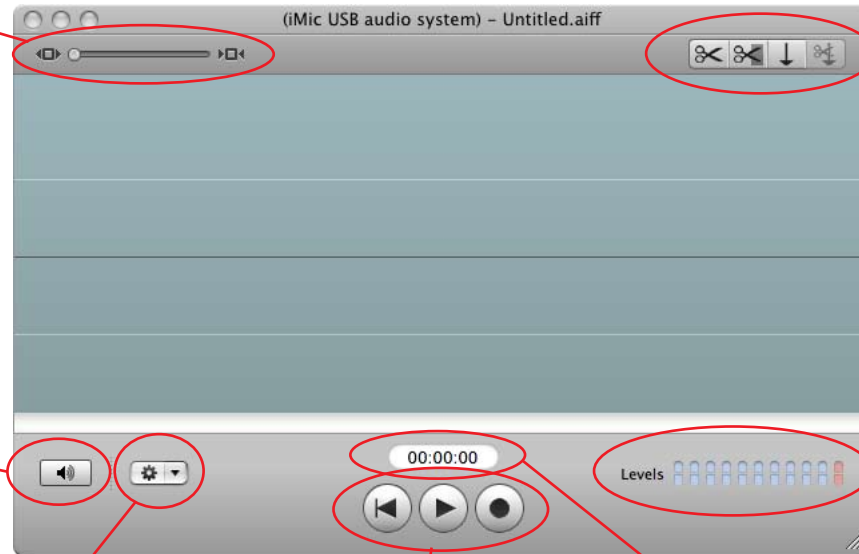 (iMic USB audio system) – Untitled.aiff
00:00:00
Levels